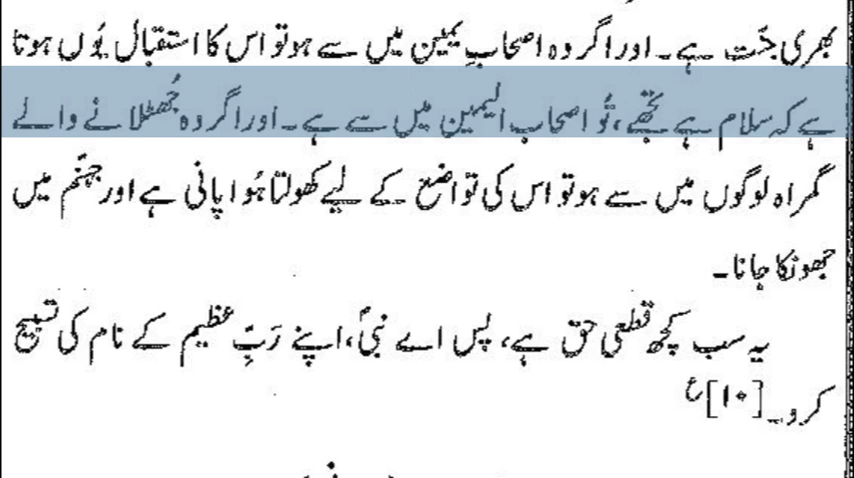 بھری جنّت ہے۔ اور اگر وہ اصحابِ یمین میں سے ہو تو اس کا استقبال یُوں ہوتا
ہے کہ سلام ہے تجھے، تُو اصحاب الیمین میں سے ہے۔ اور اگر وہ جُھٹلانے والے
گمراہ لوگوں میں سے ہو تو اس کی تواضع کے لیے کھولتا ہُوا پانی ہے اور جہنّم میں
جھونکا جانا۔
یہ سب کچھ قطعی حق ہے، پس اے نبیؐ، اپنے رَبِّ عظیم کے نام کی تسبیح
کرو۔ [۱۰] ع